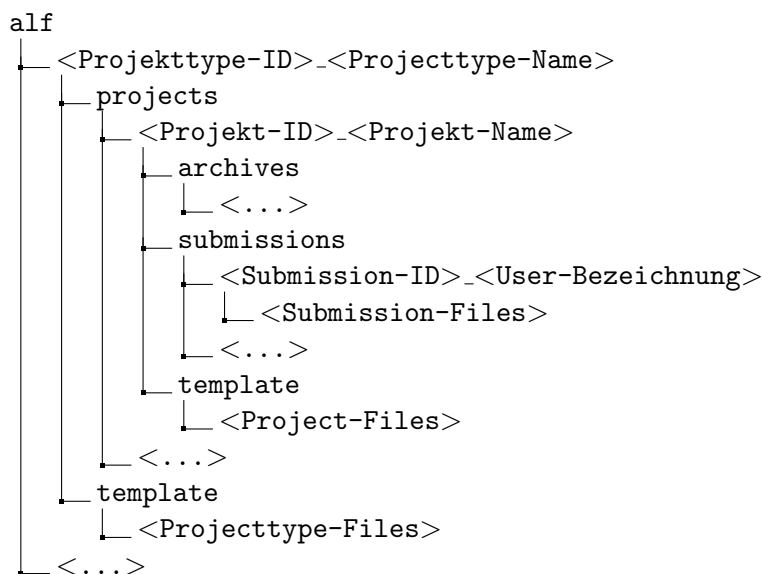 alf
<Projekttype-ID>_<Projecttype-Name>
projects
<Projekt-ID>_<Projekt-Name>
archives
<...>
submissions
<Submission-ID>_<User-Bezeichnung>
<Submission-Files>
<...>
template
<Project-Files>
<...>
template
<Projecttype-Files>
<...>